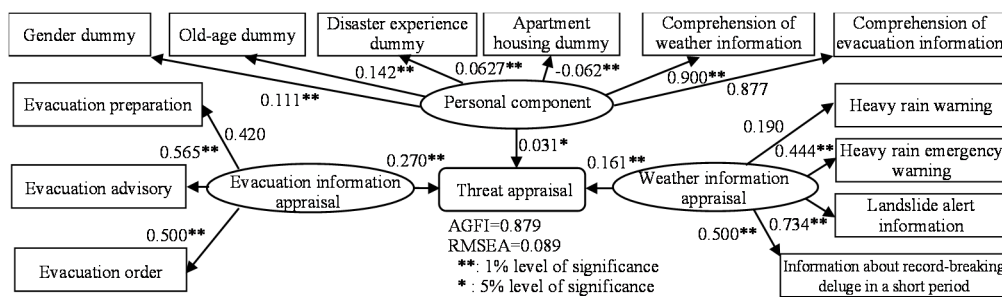 Gender dummy
Old-age dummy
Disaster experience
dummy
Apartment
housing dummy
Comprehension of
weather information
Comprehension of
evacuation information
0.142**
0.0627**
-0.062**
0.900**
0.877
0.111**
Personal component
Evacuation preparation
Heavy rain warning
0.420
0.190
0.565**
0.031*
0.444**
0.270**
0.161**
Evacuation advisory
Evacuation information
appraisal
Threat appraisal
Weather information
appraisal
Heavy rain emergency
warning
Landslide alert
information
0.500**
0.500**
0.734**
AGFI=0.879
RMSEA=0.089
**: 1% level of significance
* : 5% level of significance
Evacuation order
Information about record-breaking
deluge in a short period